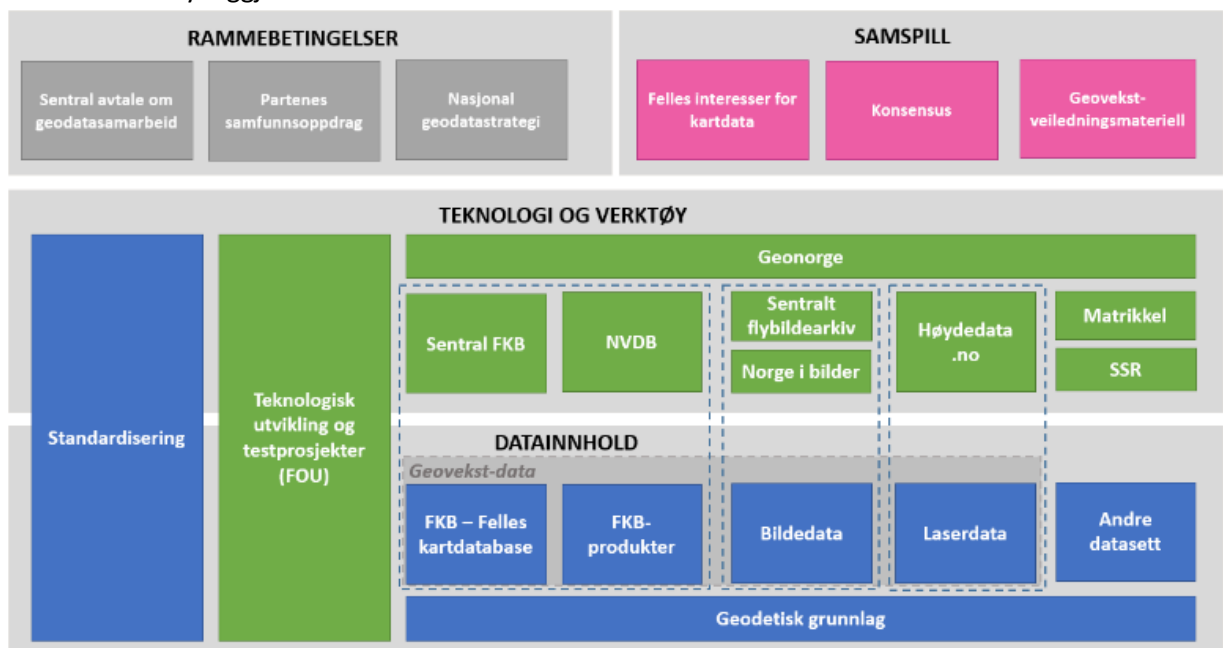 RAMMEBETINGELSER
Sentral avtale om
geodatasamarbeid
Partenes
samfunnsoppdrag
Nasjonal
geodatastrategi
SAMSPILL
Felles interesser for
kartdata
Konsensus
Geovekst-
veiledningsmateriell
TEKNOLOGI OG VERKTØY
Standardisering
Teknologisk
utvikling og
testprosjekter
(FOU)
Geonorge
Sentral FKB
NVDB
Sentralt
flybildearkiv
Norge i bilder
Høydedata
.no
Matrikkel
SSR
DATAINNHOLD
Geovekst-data
FKB – Felles
kartdatabase
FKB-
produkter
Bildedata
Laserdata
Andre
datasett
Geodetisk grunnlag